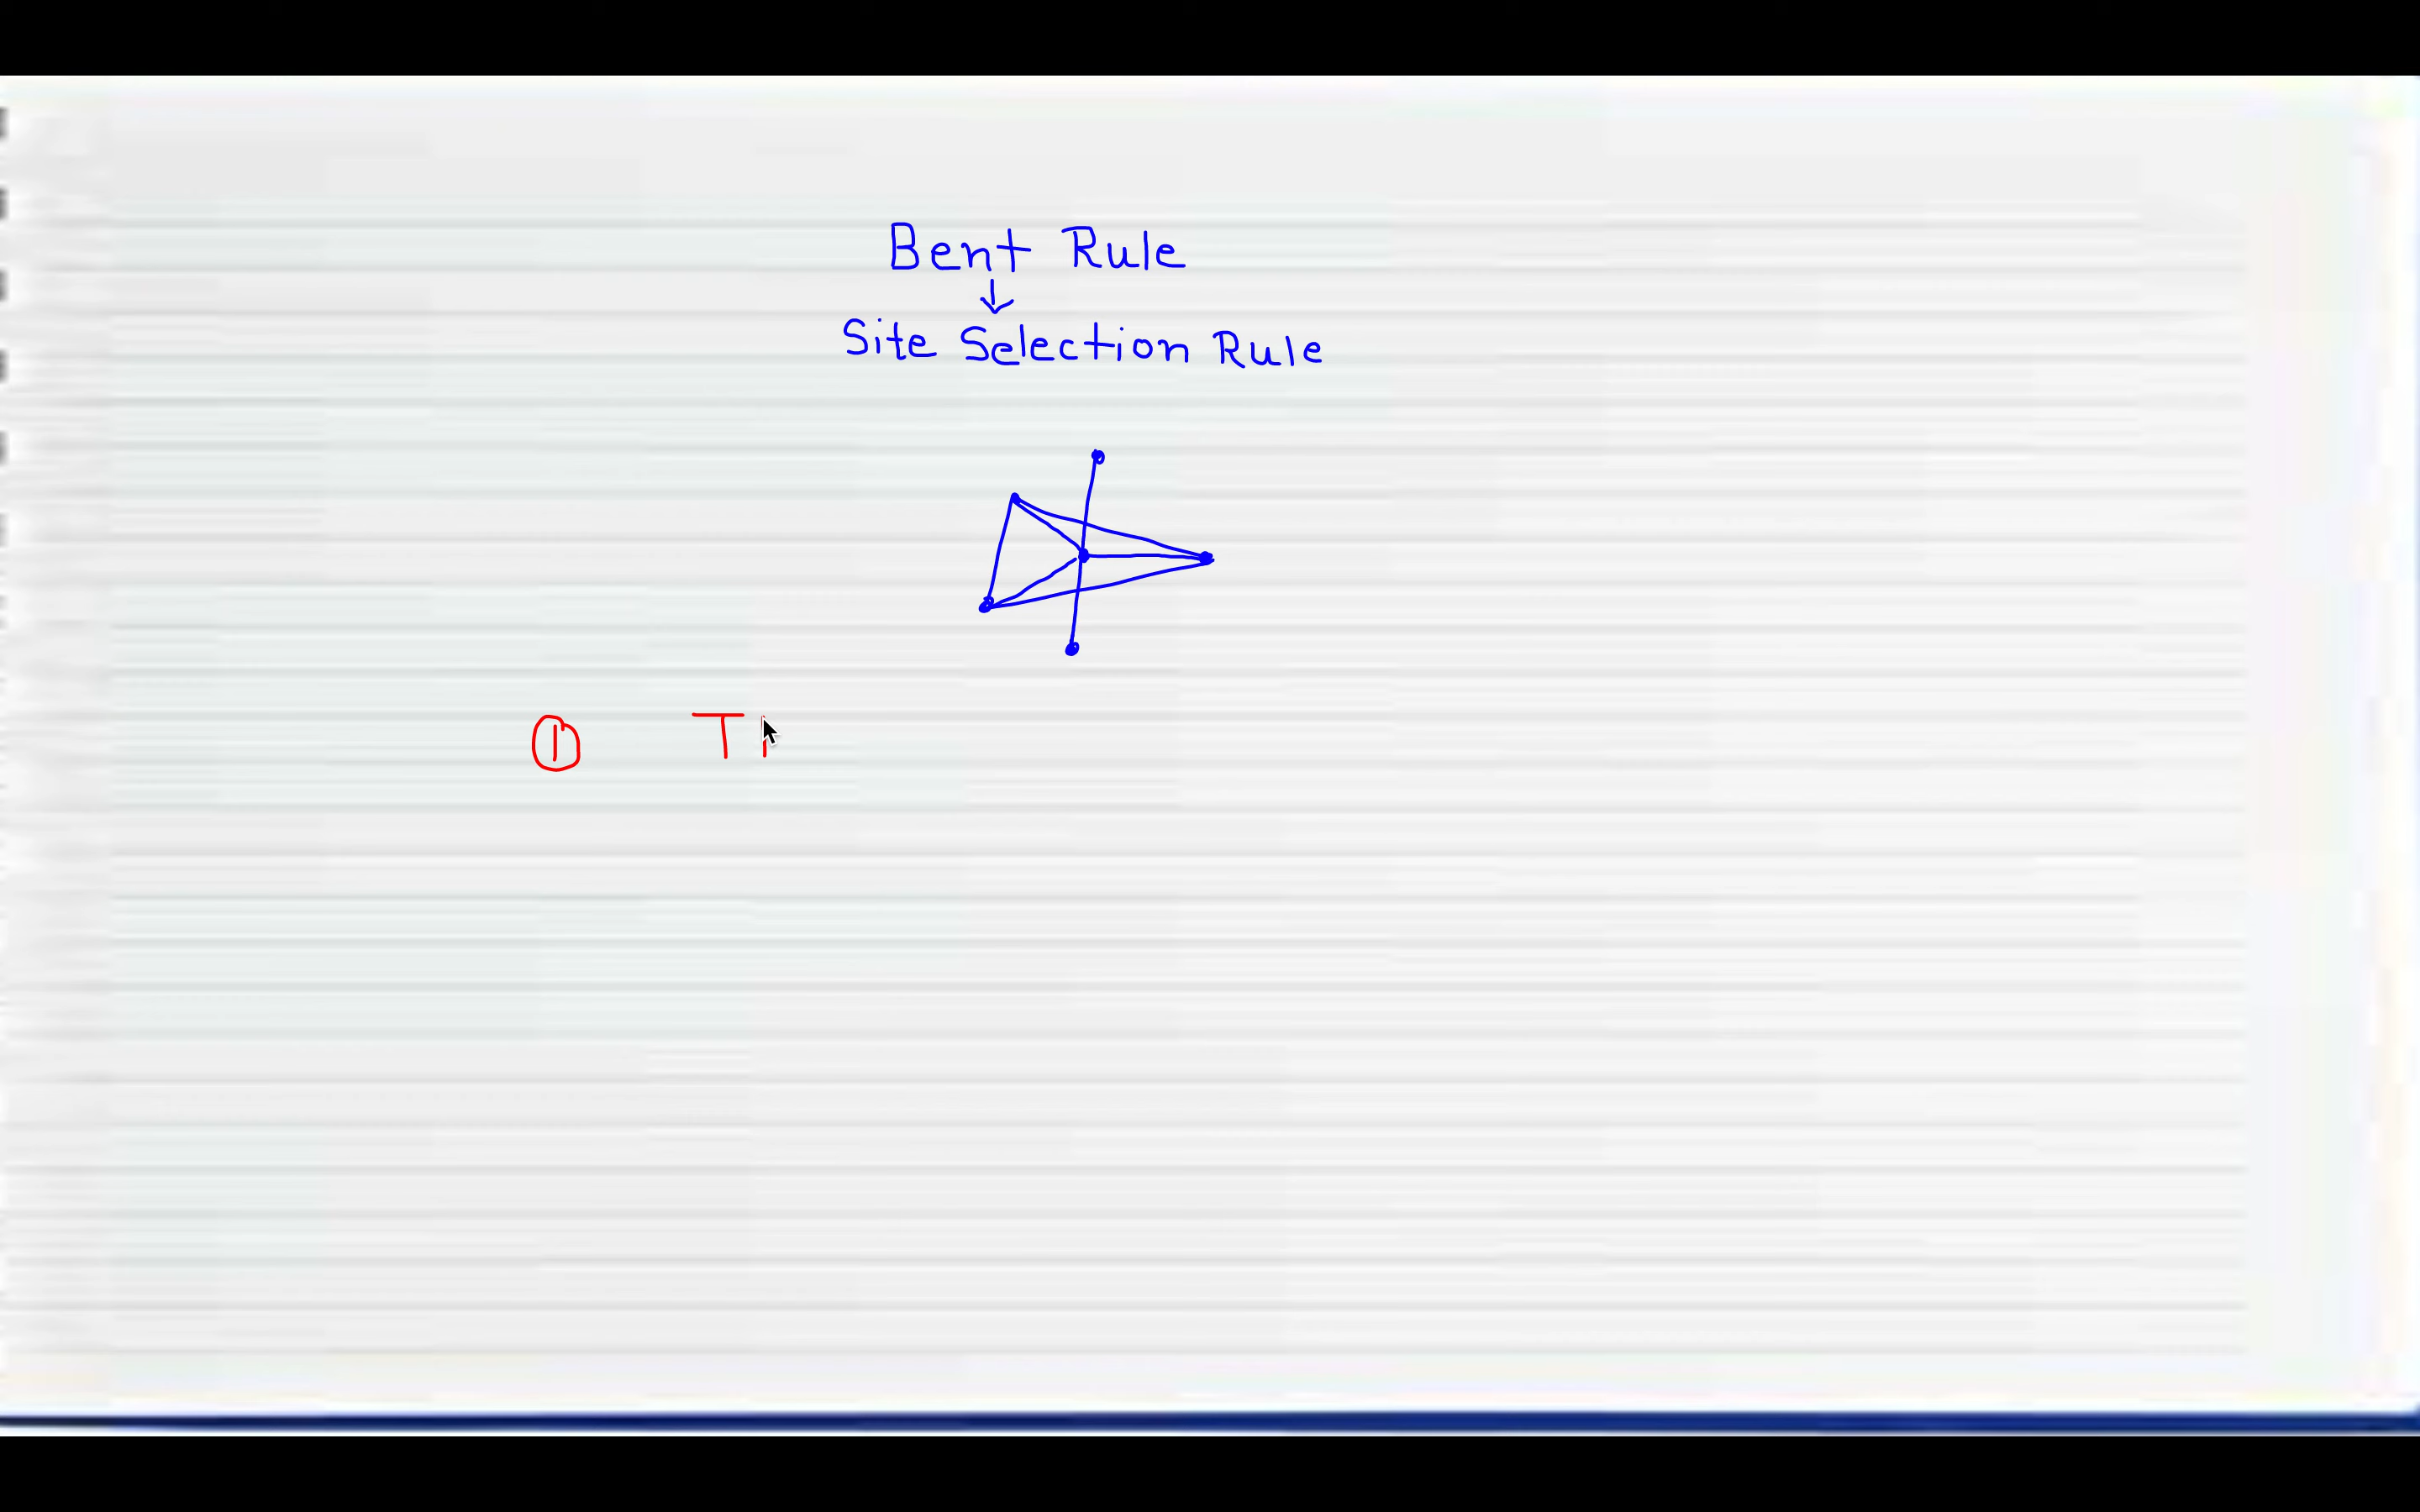 Bent Rule
↓
Site Selection Rule
① T